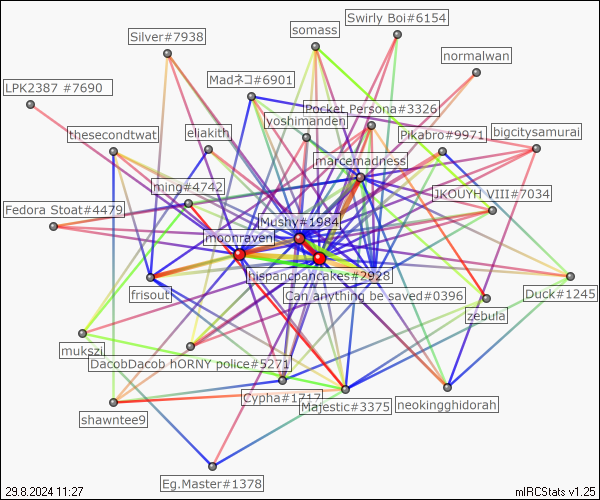 Swirly Boi#6154
somass
Silver#7938
normalwan
Madネコ#6901
LPK2387 #7690
Pocket Persona#3326
yoshimanden
thesecondtwat
eliakith
Pikabro#9971
bigcitysamurai
marcemadness
ming#4742
JKOUYH VIII#7034
Fedora Stoat#4479
Mushy#1984
moonraven
hispancpancakes#2928
frisout
Can anything be saved#0396
Duck#1245
zebula
mukszi
DacobDacob hORNY police#5271
Cypha#1717
Majestic#3375
neokingghidorah
shawntee9
Eg.Master#1378
29.8.2024 11:27
mIRCStats v1.25